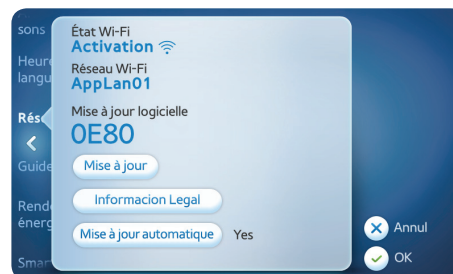 sons
Heure
langu
Rés
Guide
Rend
énerg
Smar
État Wi-Fi
Activation
Réseau Wi-Fi
AppLan01
Mise à jour logicielle
0E80
Mise à jour
Informacion Legal
Mise à jour automatique Yes
Annul
OK